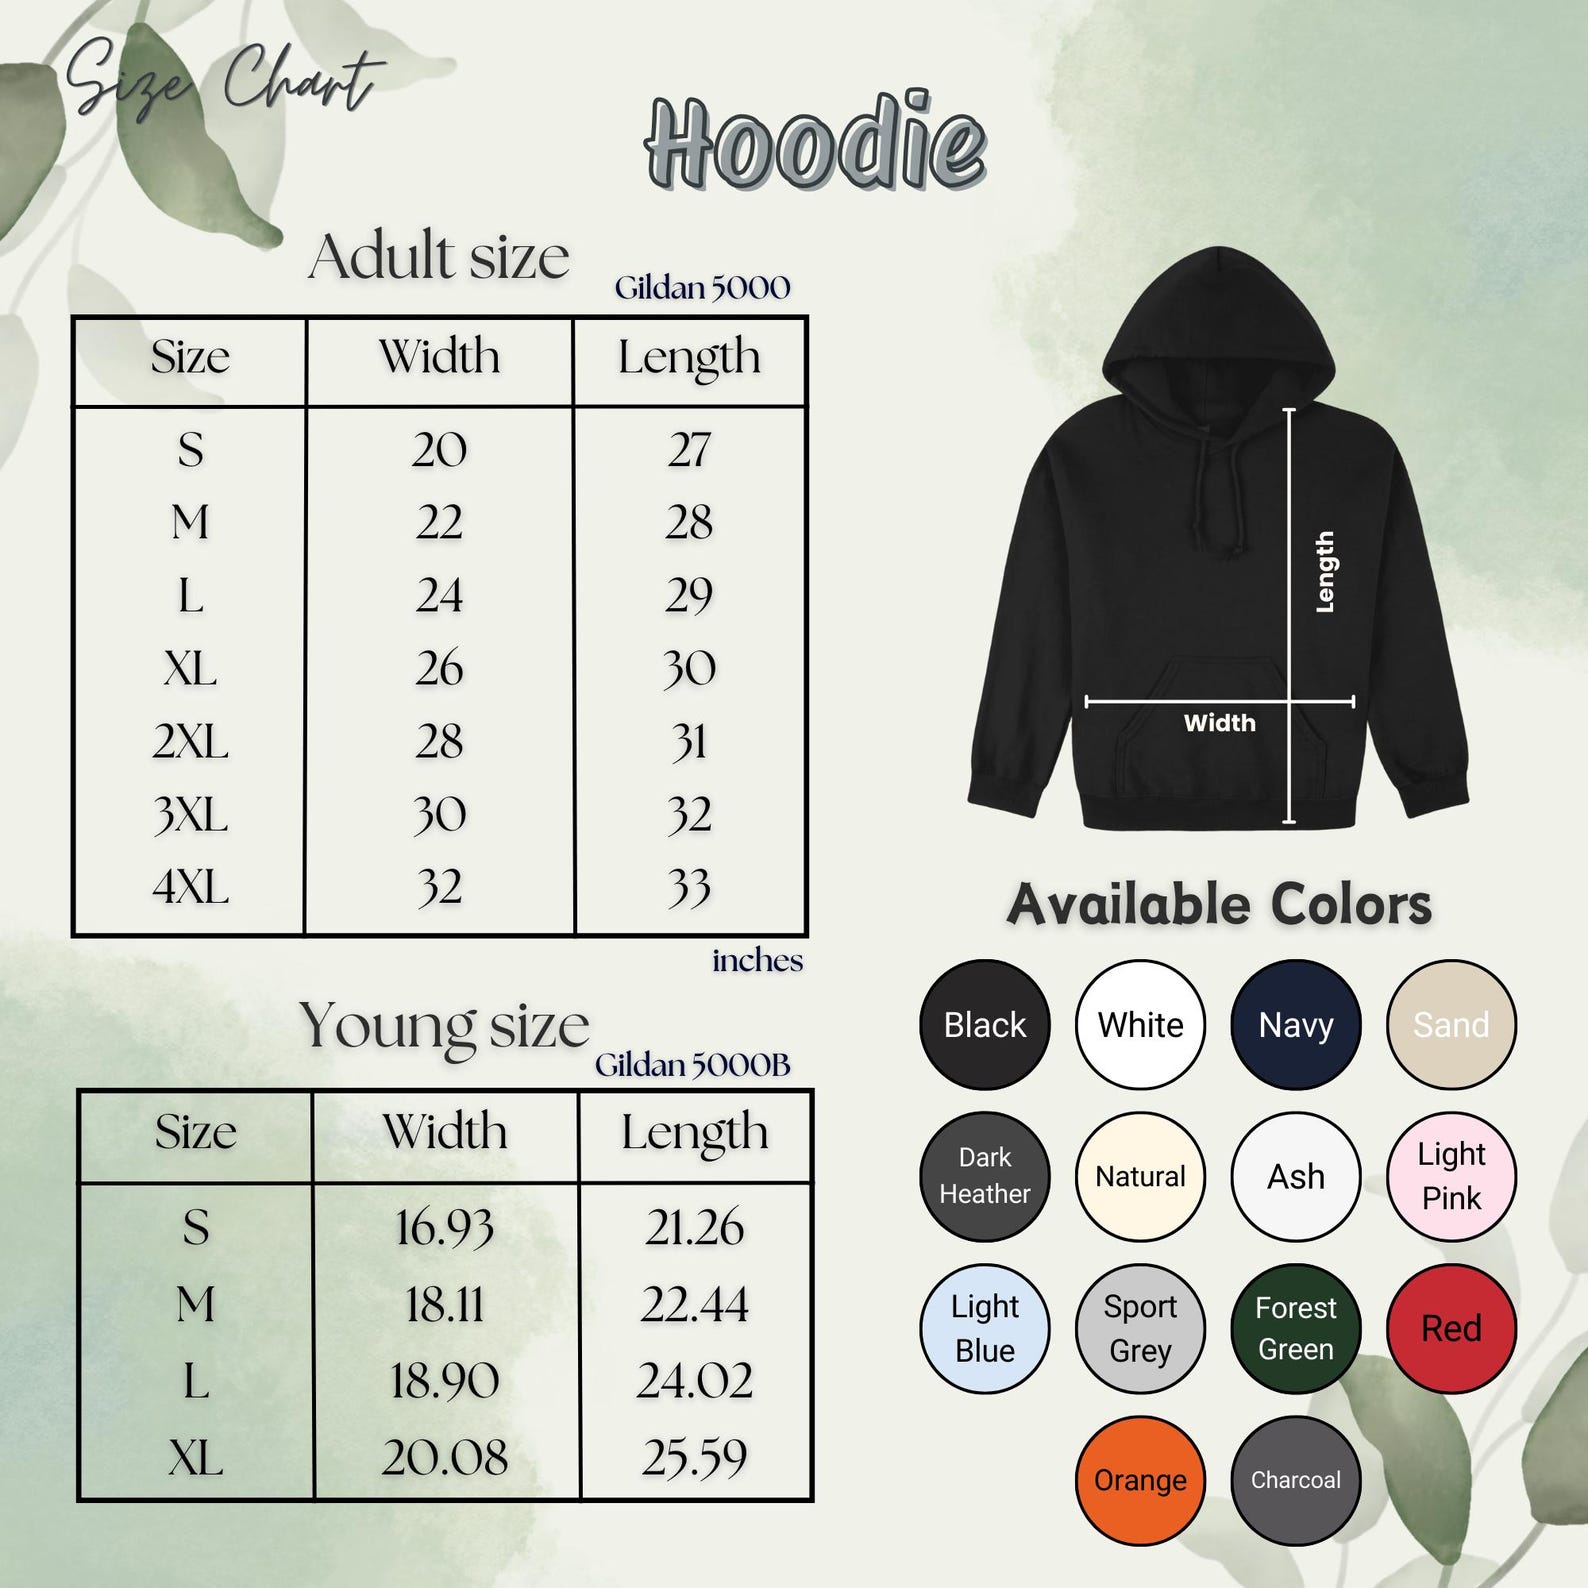 Size Chart
Hoodie
Adult size
Gildan 5000
Size Width Length
S 20 27
M 22 28
L 24 29
XL 26 30
2XL 28 31
3XL 30 32
4XL 32 33
inches
Young size
Gildan 5000B
Size Width Length
S 16.93 21.26
M 18.11 22.44
L 18.90 24.02
XL 20.08 25.59
Length
Width
Available Colors
Black
White
Navy
Sand
Dark
Heather
Natural
Ash
Light
Pink
Light
Blue
Sport
Grey
Forest
Green
Red
Orange
Charcoal